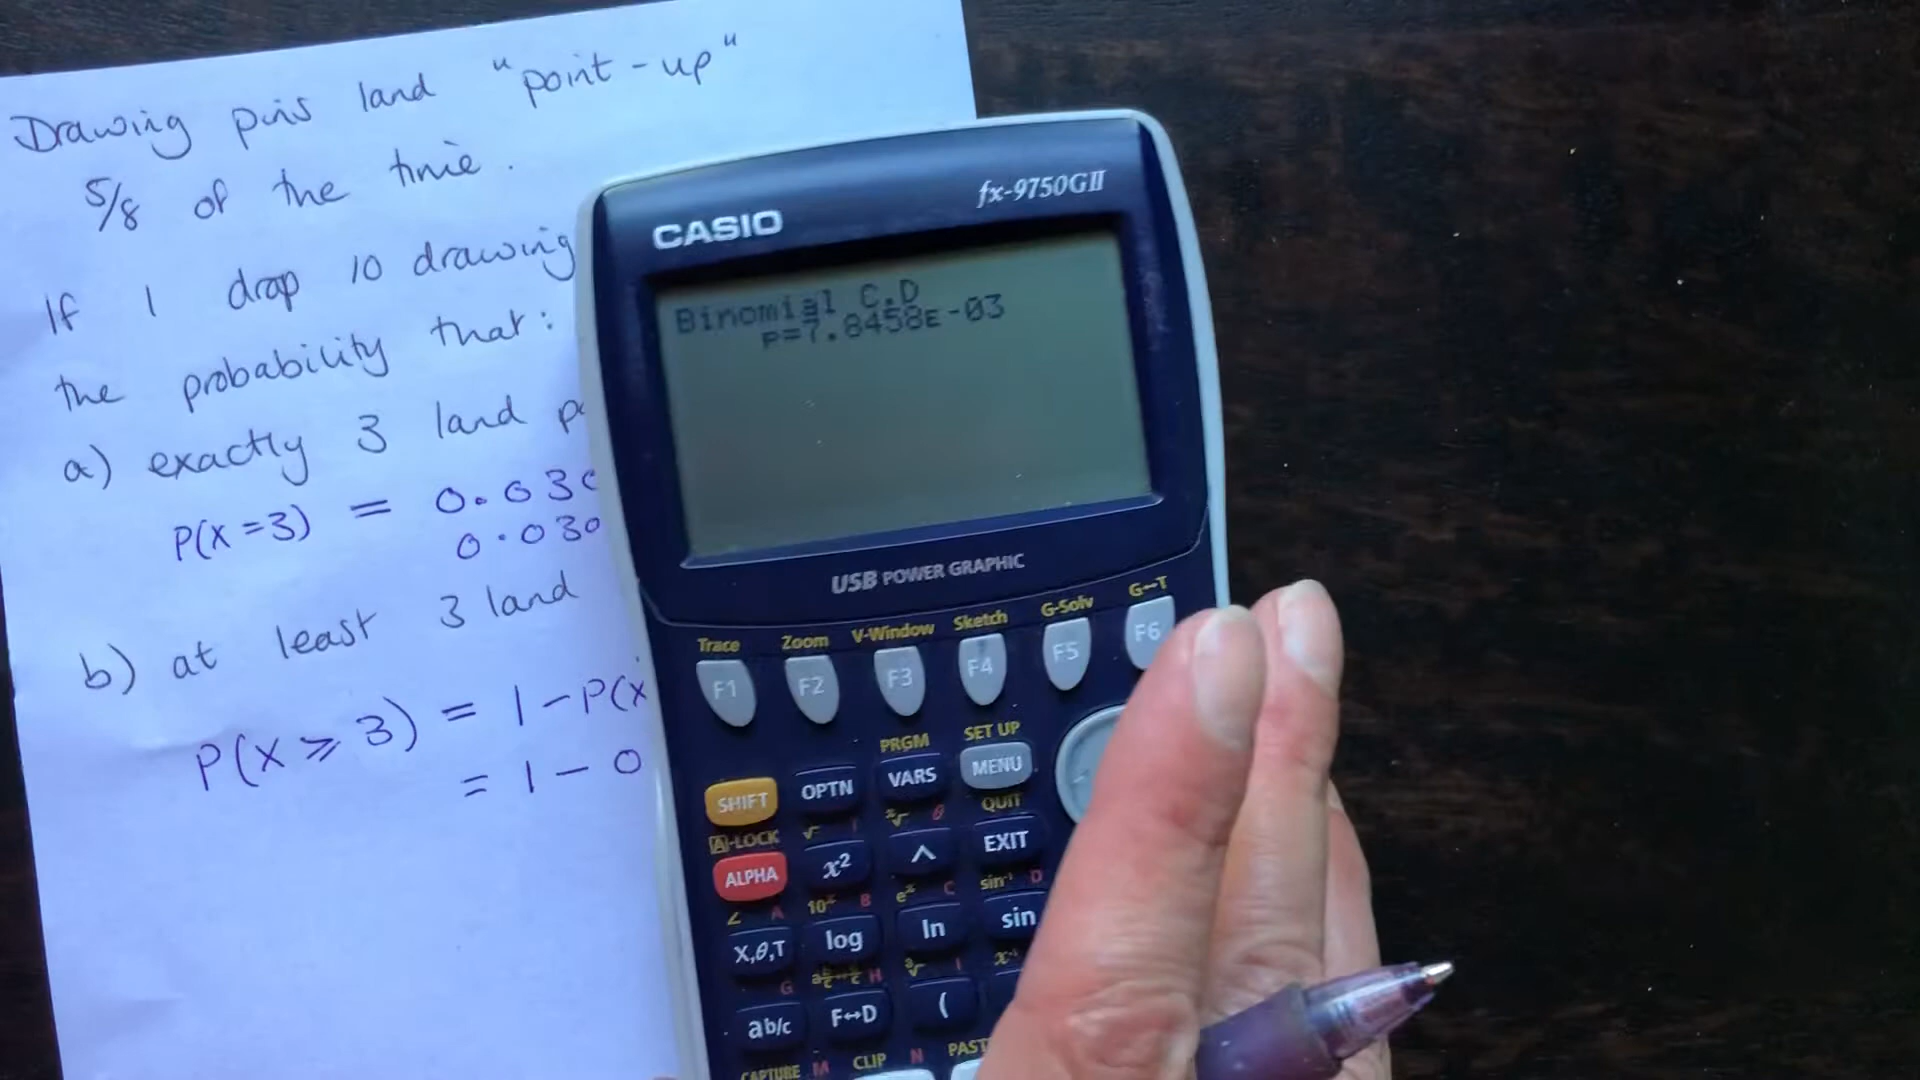 Drawing pins land "point-up"
5/8 of the time.
If I drop 10 drawing
the probability that:
a) exactly 3 land
P(X=3) = 0.030
0.030
b) at least 3 land
P(X ≥ 3) = 1 - P(X
= 1 - 0
CASIO
fx-9750GII
Binomial C.D
p=7.8458E-03
USB POWER GRAPHIC
Trace Zoom V-Window Sketch G-Solv G↔T
F1 F2 F3 F4 F5 F6
PRGM SET UP
SHIFT OPTN VARS MENU
A-LOCK √ QUIT
ALPHA x² ^ EXIT
∠ A 10ˣ B eˣ C sin⁻¹ D
X,θ,T log ln sin
G H I
ab/c F↔D (
CAPTURE M CLIP N PAST